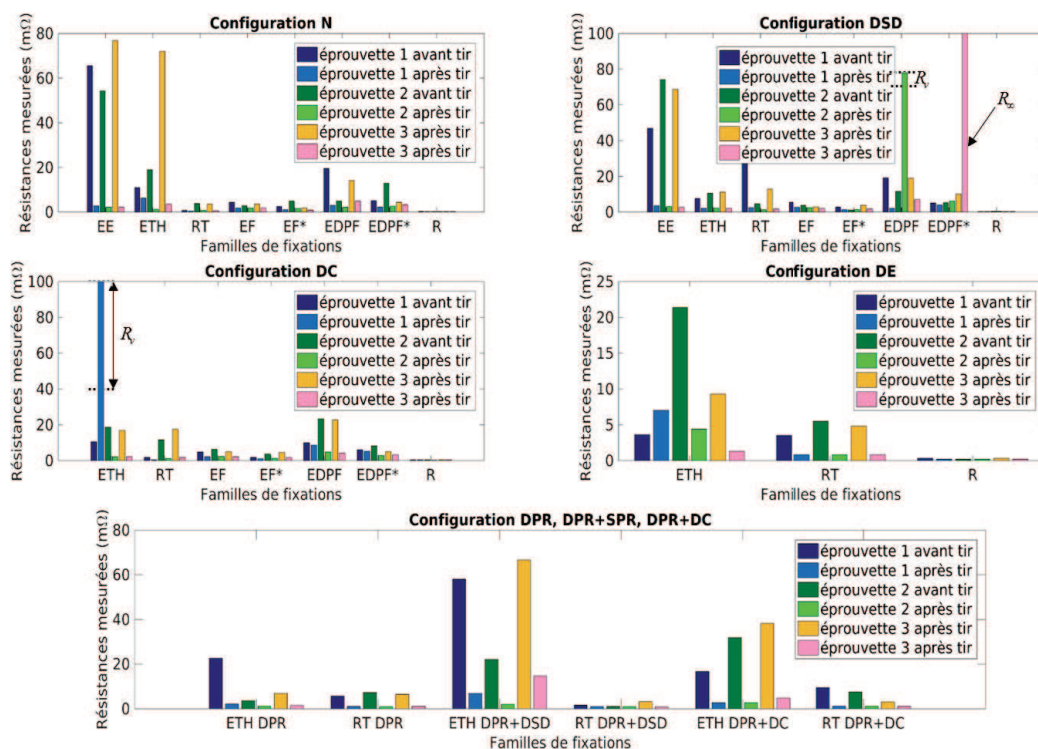 Configuration N
Résistances mesurées (mΩ)
80
60
40
20
0
éprouvette 1 avant tir
éprouvette 1 après tir
éprouvette 2 avant tir
éprouvette 2 après tir
éprouvette 3 après tir
éprouvette 3 après tir
EE ETH RT EF EF* EDPF EDPF* R
Familles de fixations
Configuration DSD
Résistances mesurées (mΩ)
100
80
60
40
20
0
éprouvette 1 avant tir
éprouvette 1 après tir
éprouvette 2 avant tir
éprouvette 2 après tir
éprouvette 3 après tir
éprouvette 3 après tir
Rv
R∞
EE ETH RT EF EF* EDPF EDPF* R
Familles de fixations
Configuration DC
Résistances mesurées (mΩ)
100
80
60
40
20
0
Rv
éprouvette 1 avant tir
éprouvette 1 après tir
éprouvette 2 avant tir
éprouvette 2 après tir
éprouvette 3 après tir
éprouvette 3 après tir
ETH RT EF EF* EDPF EDPF* R
Familles de fixations
Configuration DE
Résistances mesurées (mΩ)
25
20
15
10
5
0
éprouvette 1 avant tir
éprouvette 1 après tir
éprouvette 2 avant tir
éprouvette 2 après tir
éprouvette 3 après tir
éprouvette 3 après tir
ETH RT R
Familles de fixations
Configuration DPR, DPR+SPR, DPR+DC
Résistances mesurées (mΩ)
80
60
40
20
0
éprouvette 1 avant tir
éprouvette 1 après tir
éprouvette 2 avant tir
éprouvette 2 après tir
éprouvette 3 après tir
éprouvette 3 après tir
ETH DPR RT DPR ETH DPR+DSD RT DPR+DSD ETH DPR+DC RT DPR+DC
Familles de fixations